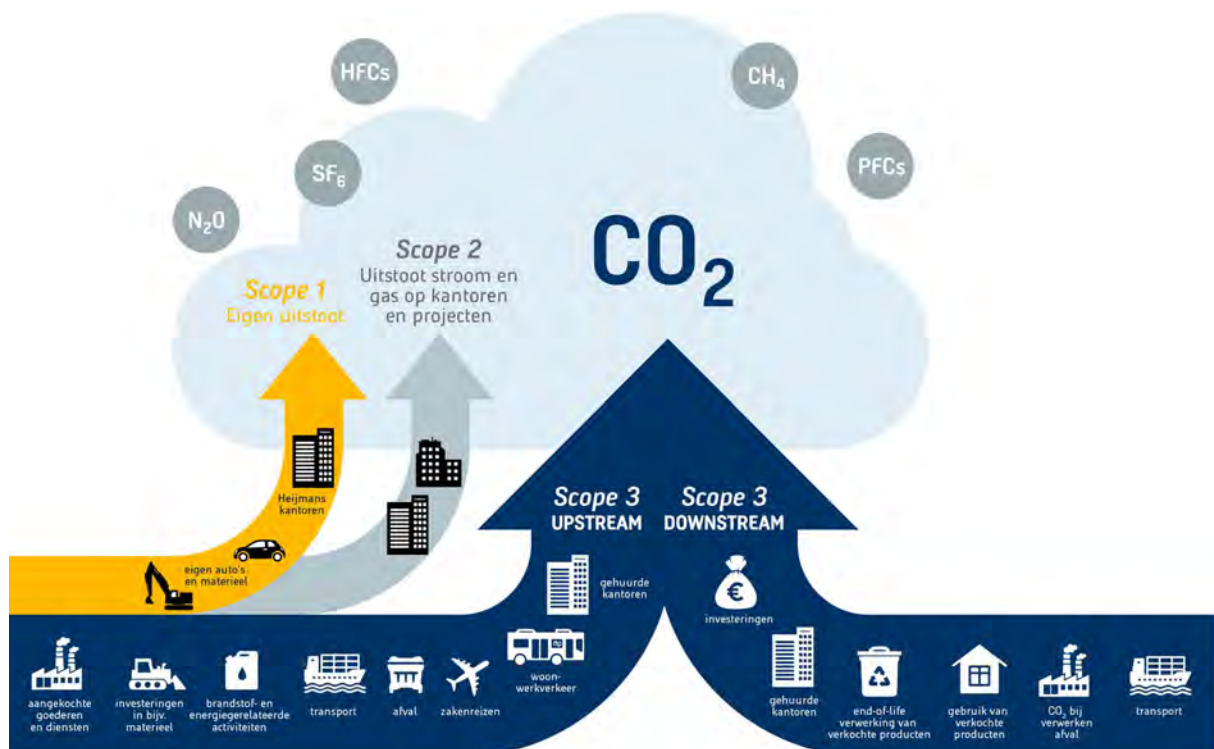 HFCs
CH₄
SF₆
PFCs
N₂O
CO₂
Scope 1
Eigen uitstoot
Scope 2
Uitstoot stroom en
gas op kantoren
en projecten
Heijmans
kantoren
eigen auto's
en materieel
Scope 3
UPSTREAM
Scope 3
DOWNSTREAM
gehuurde
kantoren
€
investeringen
aangekochte
goederen
en diensten
investeringen
in bijv.
materieel
brandstof- en
energiegerelateerde
activiteiten
transport
afval
zakenreizen
woon-
werkverkeer
gehuurde
kantoren
end-of-life
verwerking van
verkochte producten
gebruik van
verkochte
producten
CO₂ bij
verwerken
afval
transport